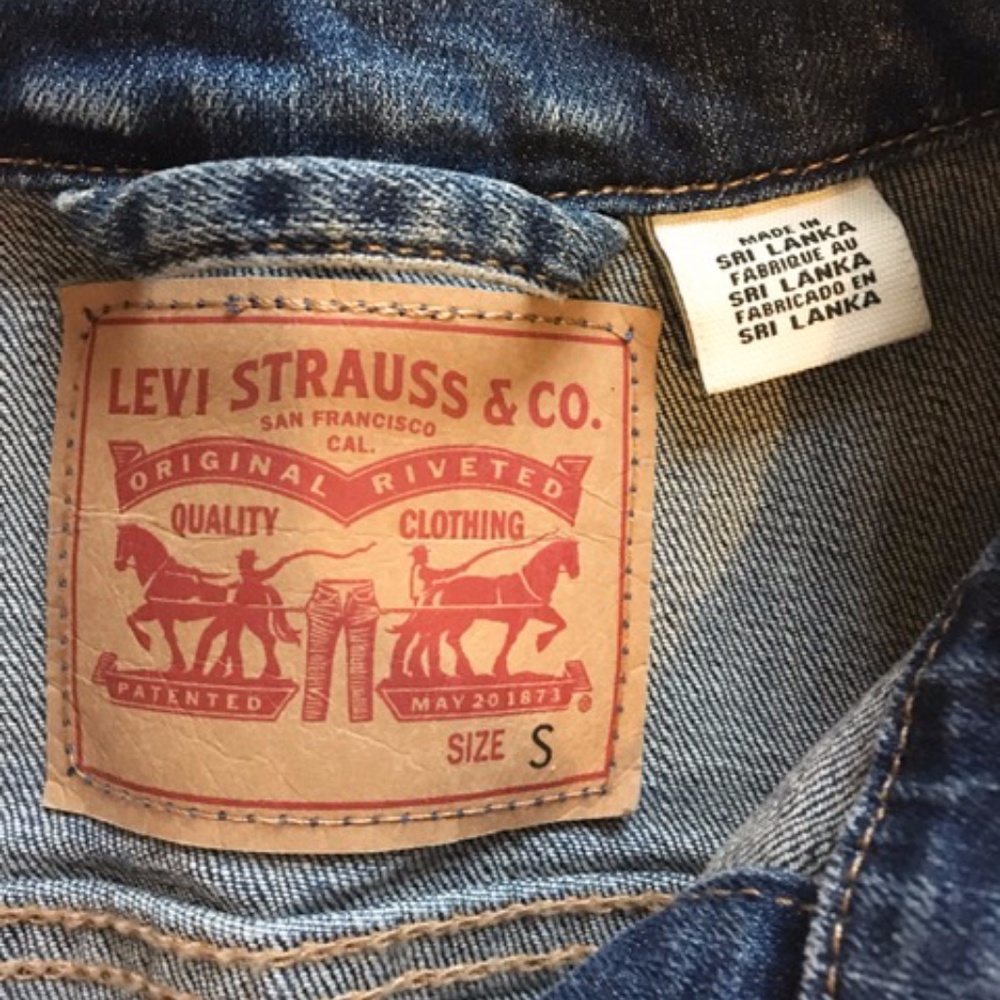 LEVI STRAUSS & CO.
SAN FRANCISCO
CAL.
ORIGINAL RIVETED
QUALITY CLOTHING
PATENTED MAY 20 1873 ®
SIZE S
MADE IN
SRI LANKA
FABRIQUE AU
SRI LANKA
FABRICADO EN
SRI LANKA